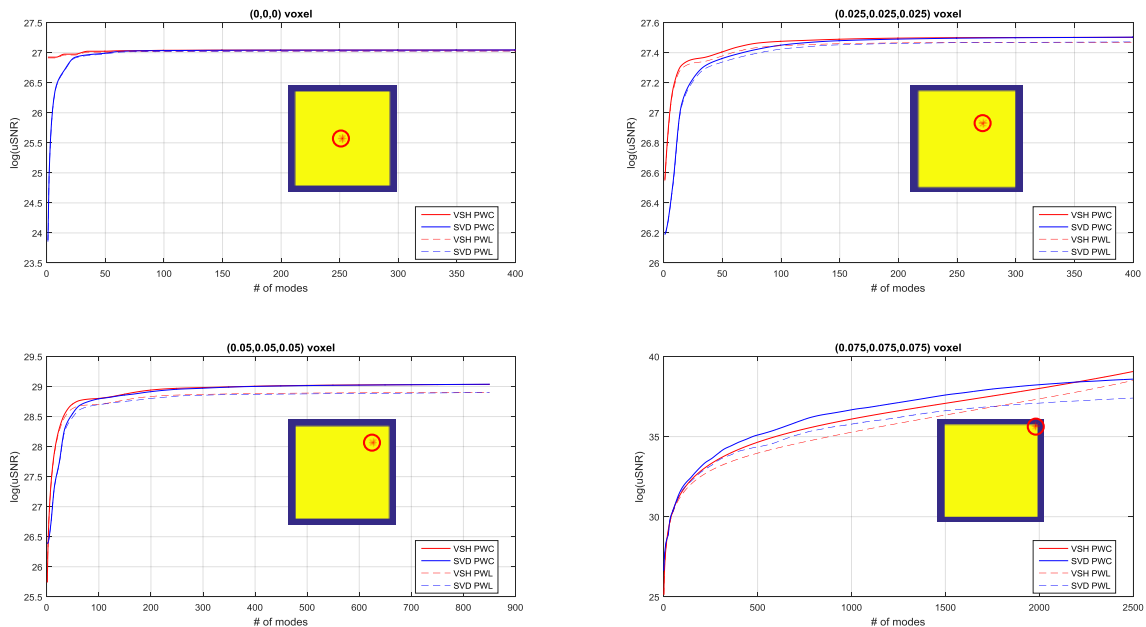 (0,0,0) voxel
27.5
27
26.5
26
25.5
25
24.5
24
23.5
log(uSNR)
0 50 100 150 200 250 300 350 400
# of modes
VSH PWC
SVD PWC
VSH PWL
SVD PWL
(0.025,0.025,0.025) voxel
27.6
27.4
27.2
27
26.8
26.6
26.4
26.2
26
log(uSNR)
0 50 100 150 200 250 300 350 400
# of modes
VSH PWC
SVD PWC
VSH PWL
SVD PWL
(0.05,0.05,0.05) voxel
29.5
29
28.5
28
27.5
27
26.5
26
25.5
log(uSNR)
0 100 200 300 400 500 600 700 800 900
# of modes
VSH PWC
SVD PWC
VSH PWL
SVD PWL
(0.075,0.075,0.075) voxel
40
35
30
25
log(uSNR)
0 500 1000 1500 2000 2500
# of modes
VSH PWC
SVD PWC
VSH PWL
SVD PWL